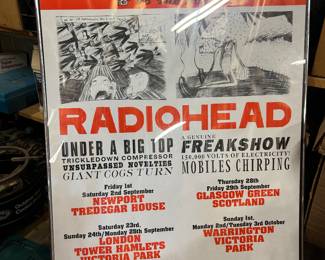 RADIOHEAD
UNDER A BIG TOP
TRICKLEDOWN COMPRESSOR
UNSURPASSED NOVELTIES
GIANT COGS TURN
A GENUINE
FREAKSHOW
150,000 VOLTS OF ELECTRICITY!
MOBILES CHIRPING
Friday 1st
Saturday 2nd September
NEWPORT
TREDEGAR HOUSE
Thursday 28th
Friday 29th September
GLASGOW GREEN
SCOTLAND
Saturday 23rd,
Sunday 24th/Monday 25th September
LONDON
TOWER HAMLETS
VICTORIA PARK
Sunday 1st,
Monday 2nd/Tuesday 3rd October
WARRINGTON
VICTORIA
PARK